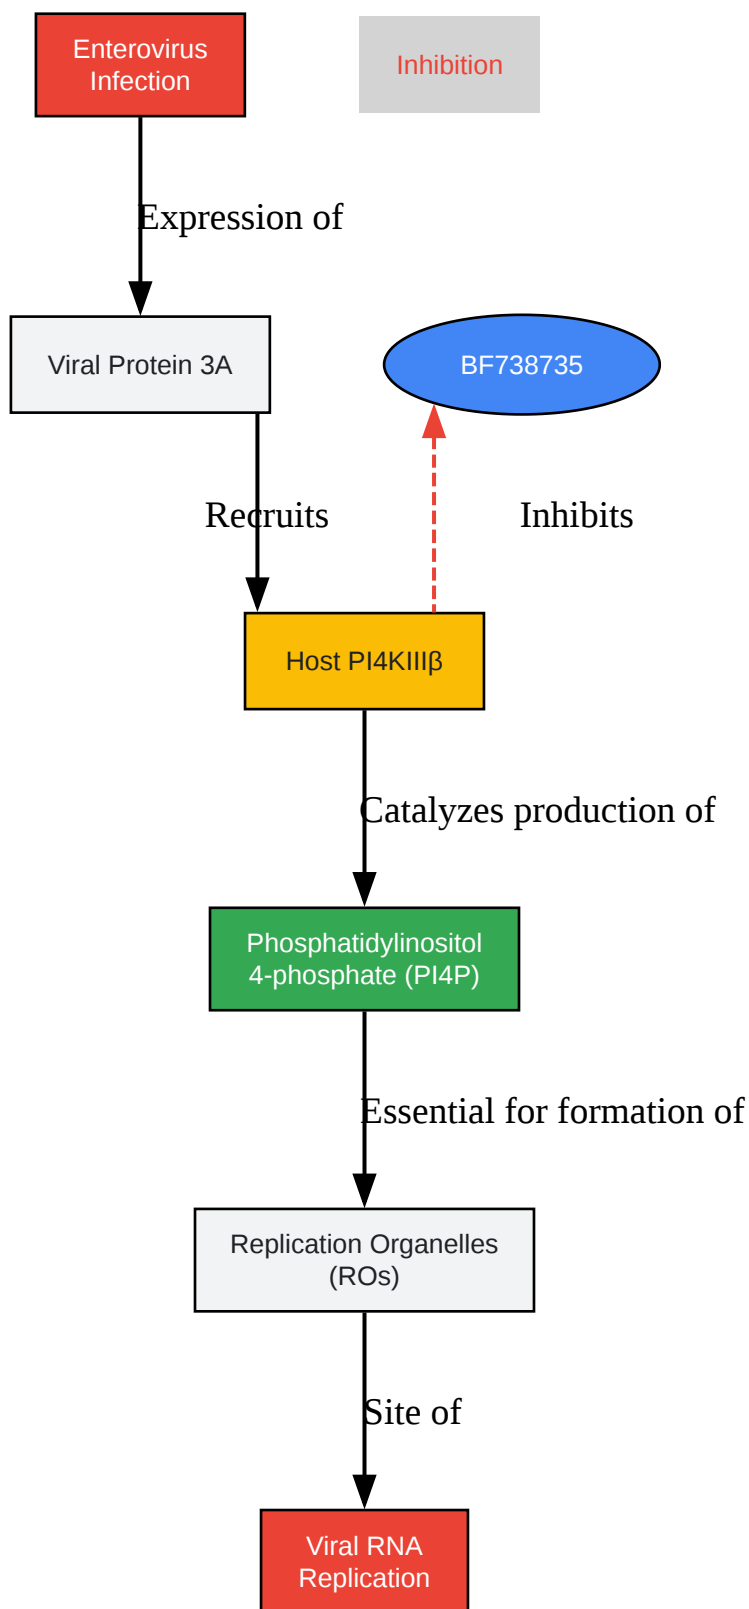 Enterovirus
Infection
Inhibition
Expression of
Viral Protein 3A
BF738735
Recruits
Inhibits
Host PI4KIIIβ
Catalyzes production of
Phosphatidylinositol
4-phosphate (PI4P)
Essential for formation of
Replication Organelles
(ROs)
Site of
Viral RNA
Replication